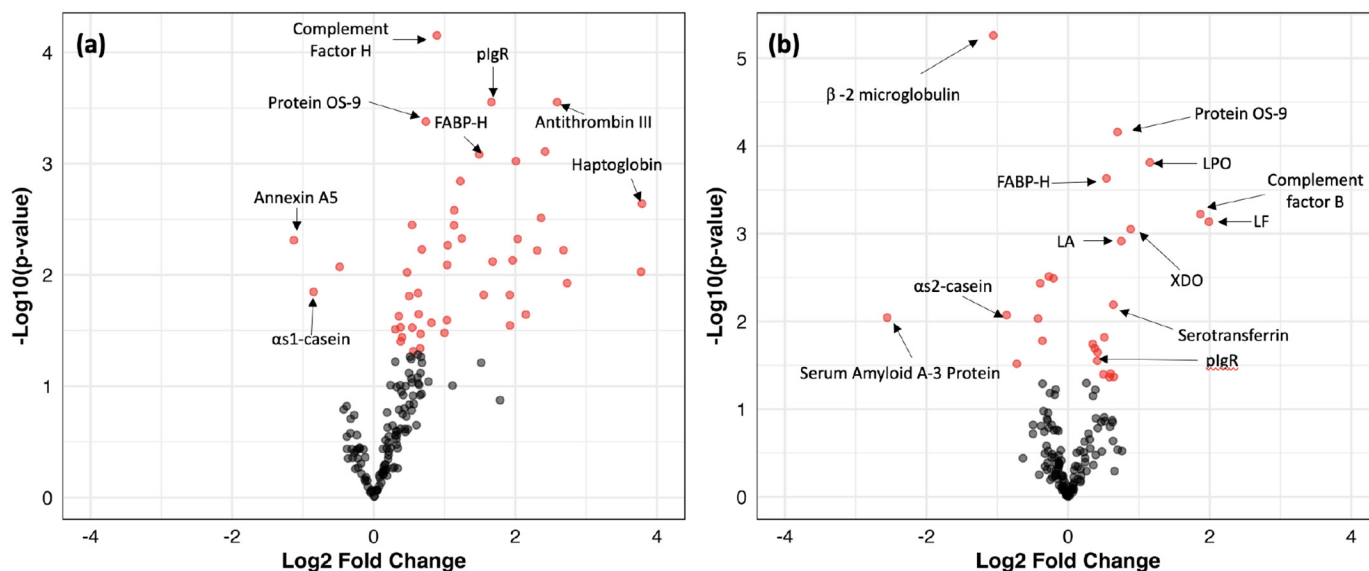 (a)
Complement
Factor H
pIgR
Protein OS-9
FABP-H
Antithrombin III
Haptoglobin
Annexin A5
αs1-casein
-Log10(p-value)
4
3
2
1
0
-4
-2
0
2
4
Log2 Fold Change
(b)
β -2 microglobulin
Protein OS-9
LPO
FABP-H
Complement
factor B
LF
LA
XDO
αs2-casein
Serotransferrin
Serum Amyloid A-3 Protein
pIgR
-Log10(p-value)
5
4
3
2
1
0
-4
-2
0
2
4
Log2 Fold Change